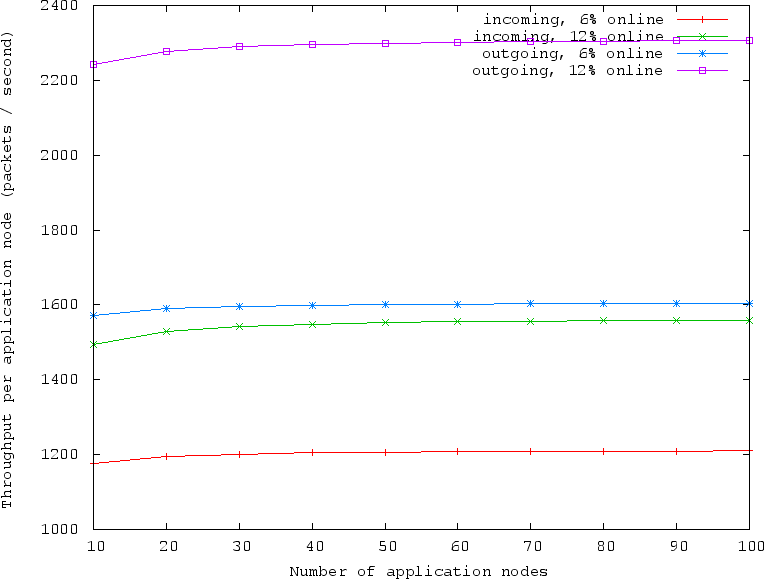 2400
2200
2000
1800
1600
1400
1200
1000
Throughput per application node (packets / second)
incoming, 6% online
incoming, 12% online
outgoing, 6% online
outgoing, 12% online
10 20 30 40 50 60 70 80 90 100
Number of application nodes